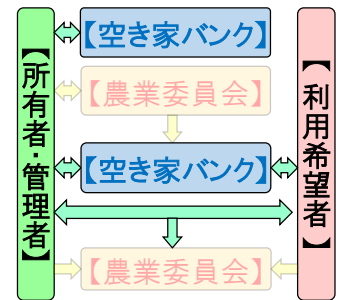 【所有者・管理者】
【空き家バンク】
【農業委員会】
【空き家バンク】
【農業委員会】
【利用希望者】